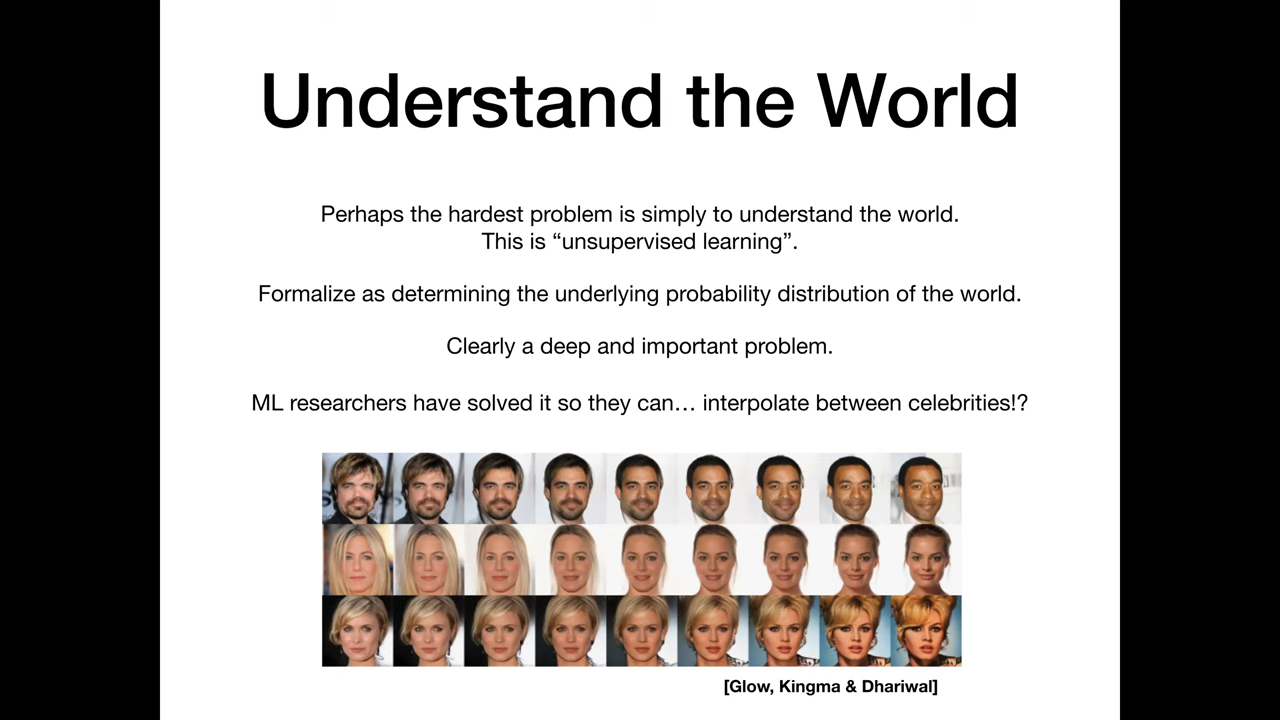 Understand the World
Perhaps the hardest problem is simply to understand the world.
This is “unsupervised learning”.
Formalize as determining the underlying probability distribution of the world.
Clearly a deep and important problem.
ML researchers have solved it so they can… interpolate between celebrities!?
[Glow, Kingma & Dhariwal]